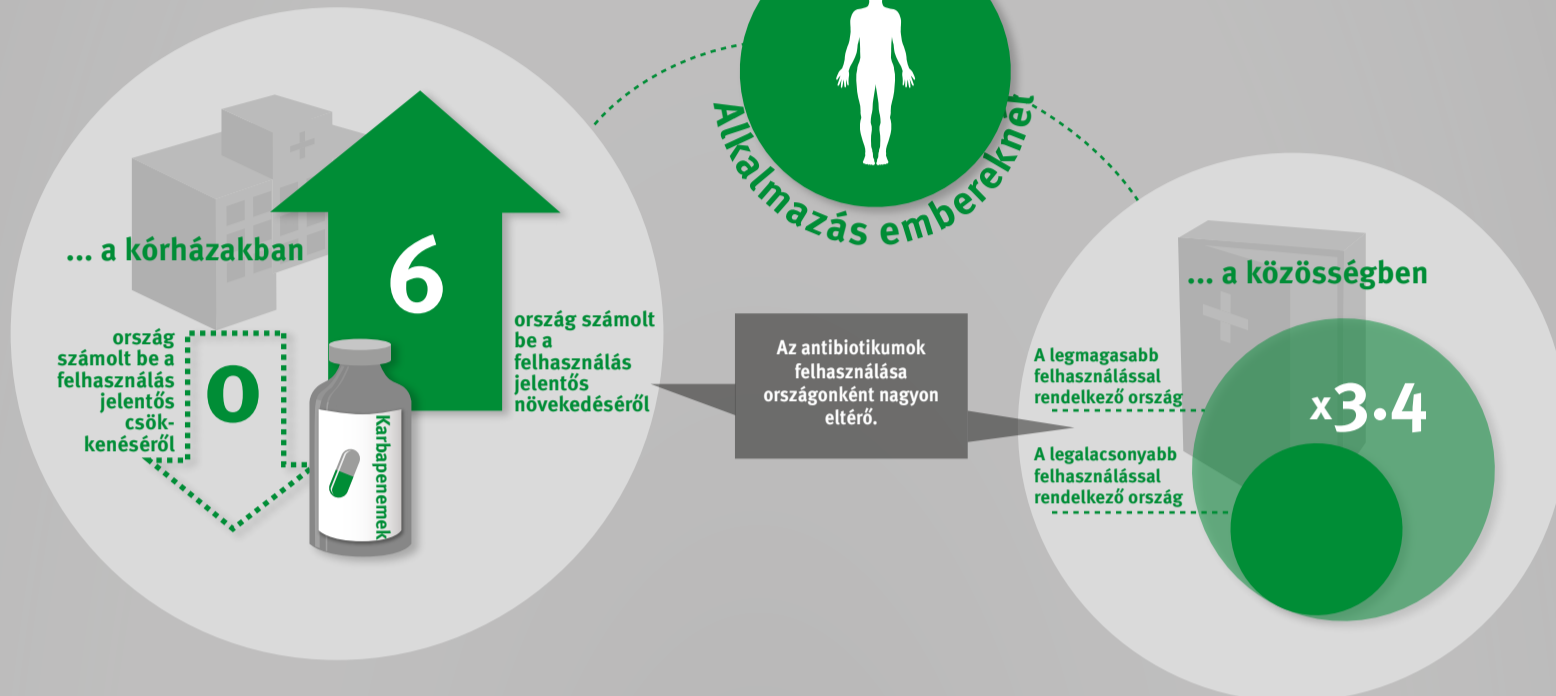 Alkalmazás embereknél
... a kórházakban
6
ország számolt
be a
felhasználás
jelentős
növekedéséről
ország
számolt be a
felhasználás
jelentős
csök-
kenéséről
0
Karbapenemek
Az antibiotikumok
felhasználása
országonként nagyon
eltérő.
... a közösségben
A legmagasabb
felhasználással
rendelkező ország
x3.4
A legalacsonyabb
felhasználással
rendelkező ország